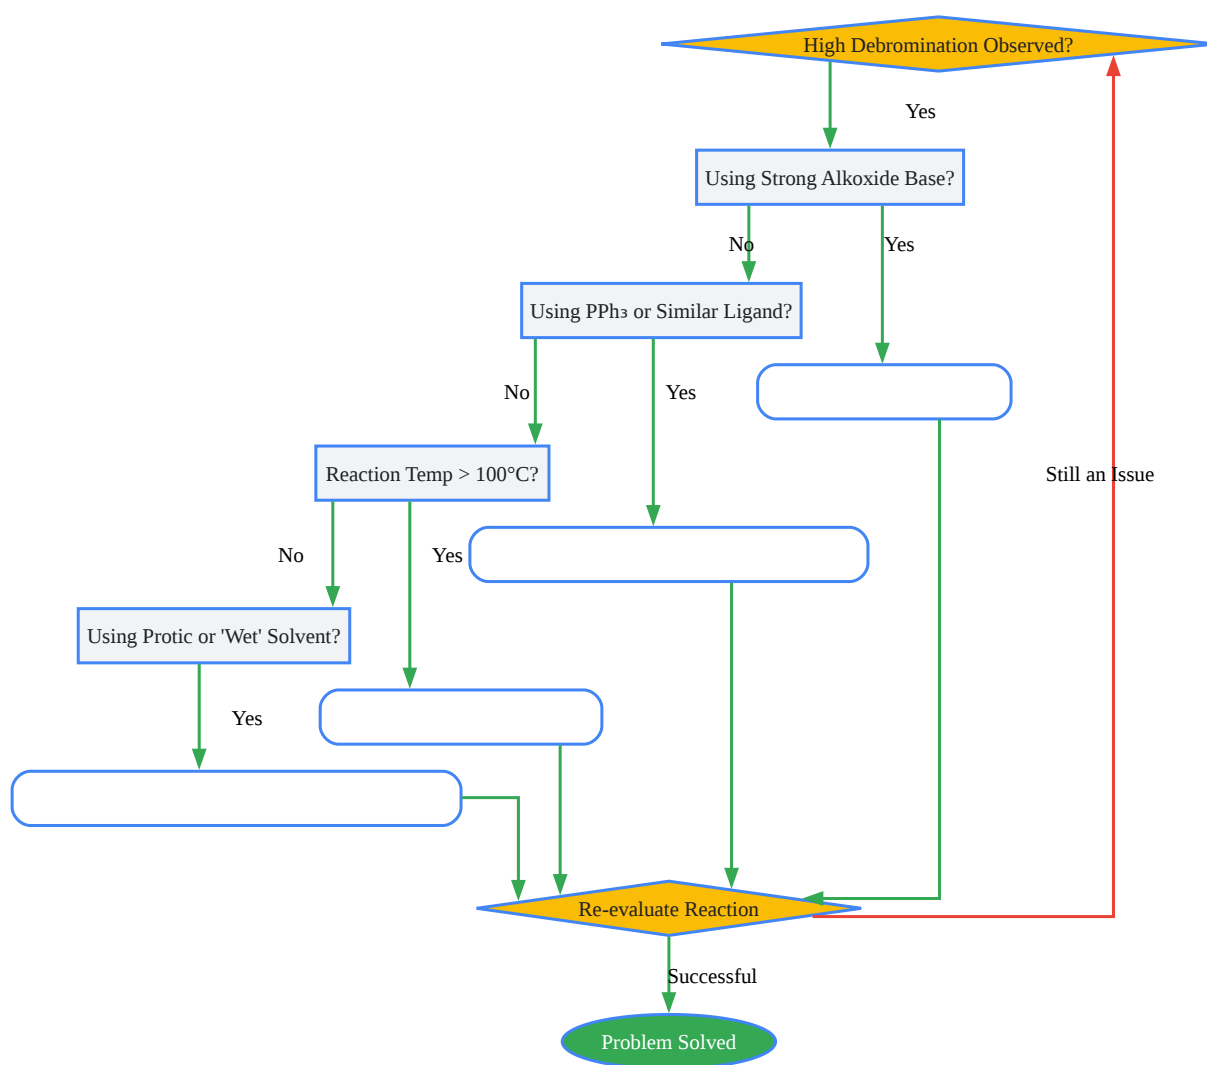 High Debromination Observed?
Yes
Using Strong Alkoxide Base?
No
Yes
Using PPh₃ or Similar Ligand?
No
Yes
Reaction Temp > 100°C?
Still an Issue
No
Yes
Using Protic or 'Wet' Solvent?
Yes
Re-evaluate Reaction
Successful
Problem Solved